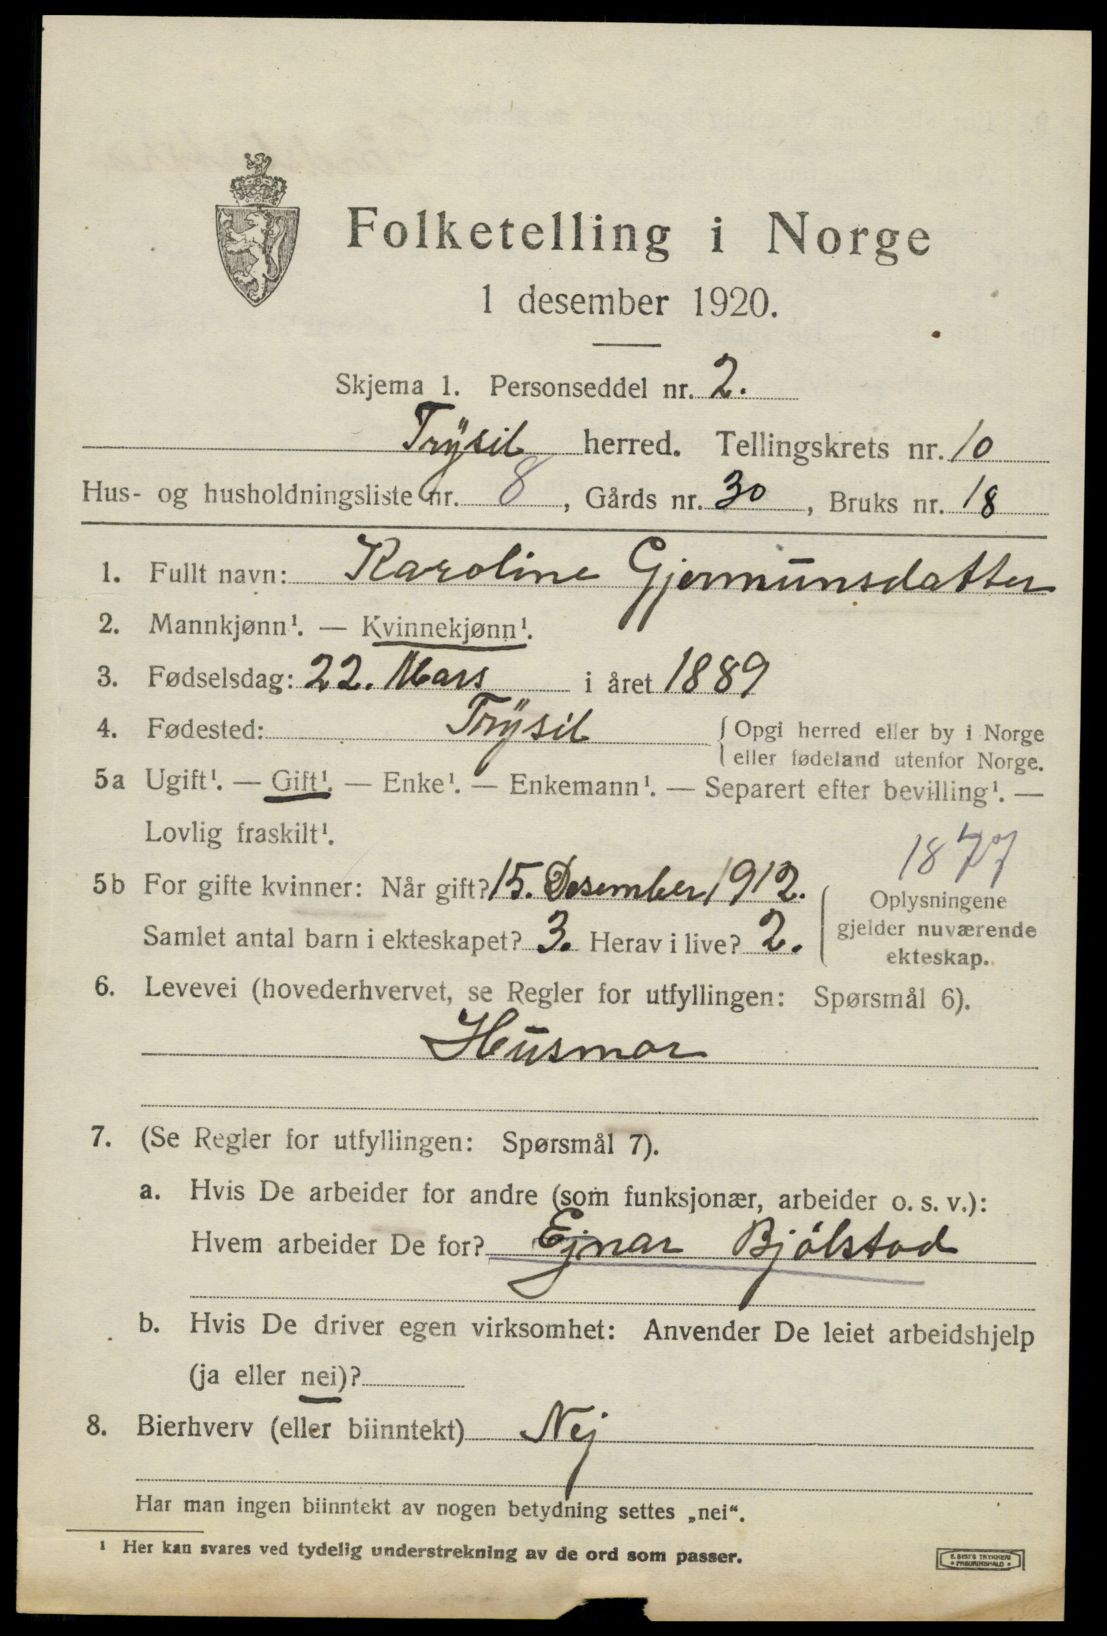 Folketelling i Norge
1 desember 1920.
Skjema 1. Personseddel nr. 2.
Trysil herred. Tellingskrets nr. 10
Hus- og husholdningsliste nr. 8, Gårds nr. 30, Bruks nr. 18
1. Fullt navn: Karoline Gjermunsdatter
2. Mannkjønn¹. — Kvinnekjønn¹.
3. Fødselsdag: 22. Mars i året 1889
4. Fødested: Trysil { Opgi herred eller by i Norge
eller fødeland utenfor Norge.
5a Ugift¹. — Gift¹. — Enke¹. — Enkemann¹. — Separert efter bevilling¹. —
Lovlig fraskilt¹.
1877
5b For gifte kvinner: Når gift? 15. Desember 1912.
Samlet antal barn i ekteskapet? 3. Herav i live? 2.
{ Oplysningene
gjelder nuværende
ekteskap.
6. Levevei (hovederhvervet, se Regler for utfyllingen: Spørsmål 6).
Husmor
7. (Se Regler for utfyllingen: Spørsmål 7).
a. Hvis De arbeider for andre (som funksjonær, arbeider o. s. v.):
Hvem arbeider De for? Ejnar Bjølstad
b. Hvis De driver egen virksomhet: Anvender De leiet arbeidshjelp
(ja eller nei)?
8. Bierhverv (eller biinntekt) Nej
Har man ingen biinntekt av nogen betydning settes „nei“.
¹ Her kan svares ved tydelig understrekning av de ord som passer.